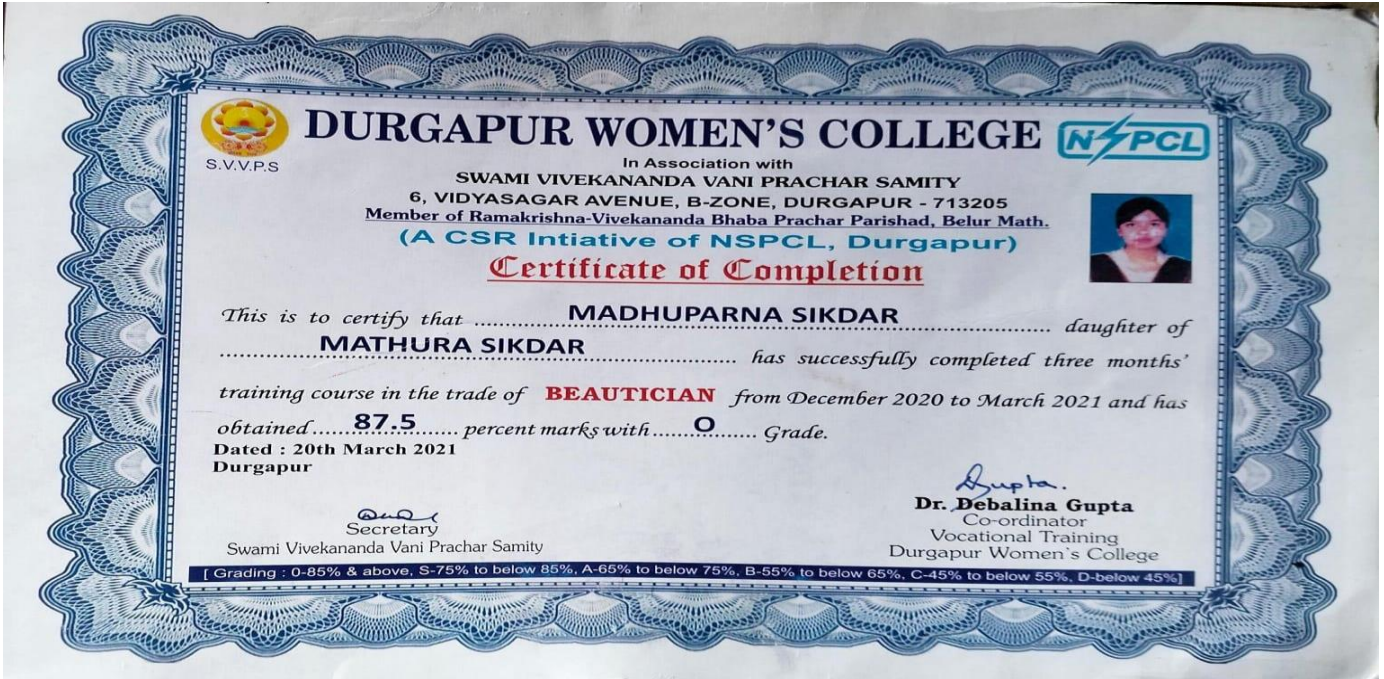 DURGAPUR WOMEN'S COLLEGE
S.V.V.P.S
NSPCL
In Association with
SWAMI VIVEKANANDA VANI PRACHAR SAMITY
6, VIDYASAGAR AVENUE, B-ZONE, DURGAPUR - 713205
Member of Ramakrishna-Vivekananda Bhaba Prachar Parishad, Belur Math.
(A CSR Intiative of NSPCL, Durgapur)
Certificate of Completion
This is to certify that ........ MADHUPARNA SIKDAR ........ daughter of
........ MATHURA SIKDAR ........ has successfully completed three months'
training course in the trade of BEAUTICIAN from December 2020 to March 2021 and has
obtained ...... 87.5 ...... percent marks with ...... O ...... Grade.
Dated : 20th March 2021
Durgapur
Gupta.
Dr. Debalina Gupta
Co-ordinator
Vocational Training
Durgapur Women's College
Secretary
Swami Vivekananda Vani Prachar Samity
[ Grading : 0-85% & above, S-75% to below 85%, A-65% to below 75%, B-55% to below 65%, C-45% to below 55%, D-below 45%]